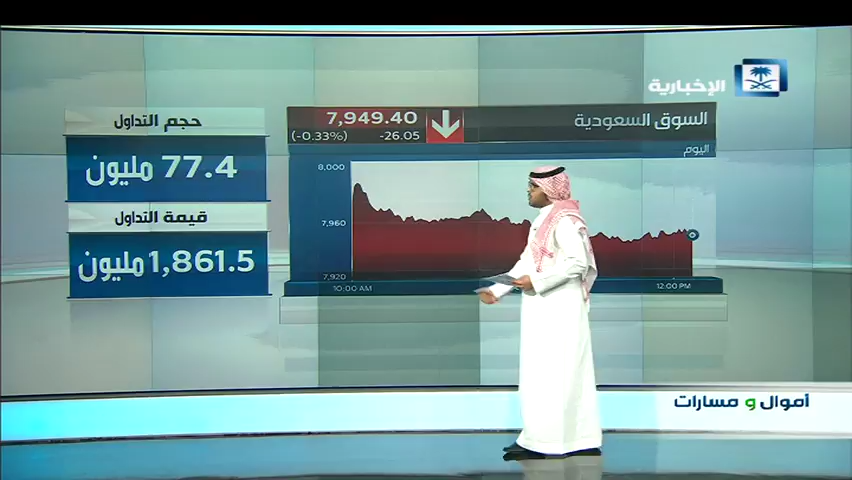 الإخبارية
السوق السعودية
7,949.40
(-0.33%) -26.05
اليوم
8,000
7,960
7,920
10:00 AM
12:00 PM
حجم التداول
77.4 مليون
قيمة التداول
1,861.5 مليون
أموال و مسارات